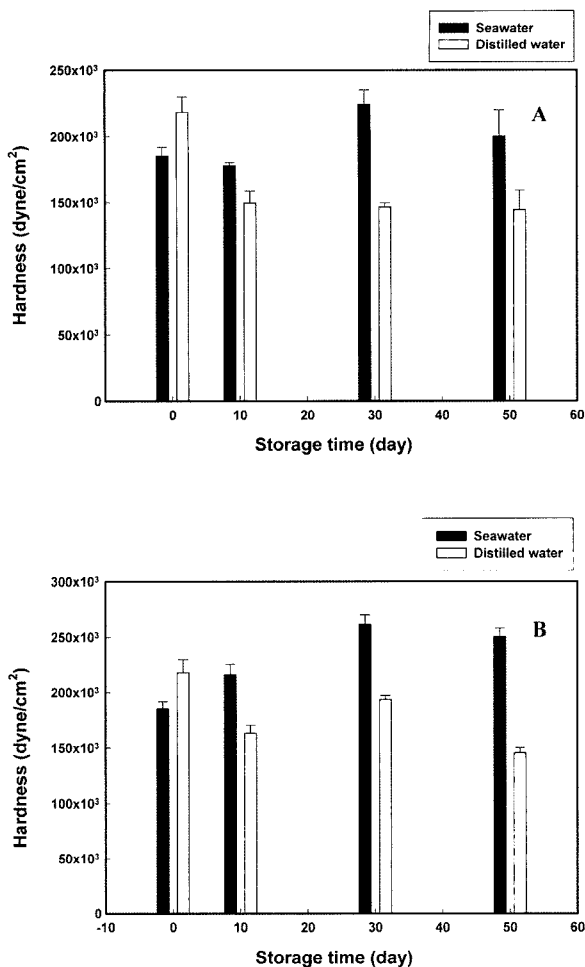 Seawater
Distilled water
250x10³
A
200x10³
150x10³
100x10³
50x10³
0
0 10 20 30 40 50 60
Hardness (dyne/cm²)
Storage time (day)
Seawater
Distilled water
300x10³
B
250x10³
200x10³
150x10³
100x10³
50x10³
0
-10 0 10 20 30 40 50 60
Hardness (dyne/cm²)
Storage time (day)